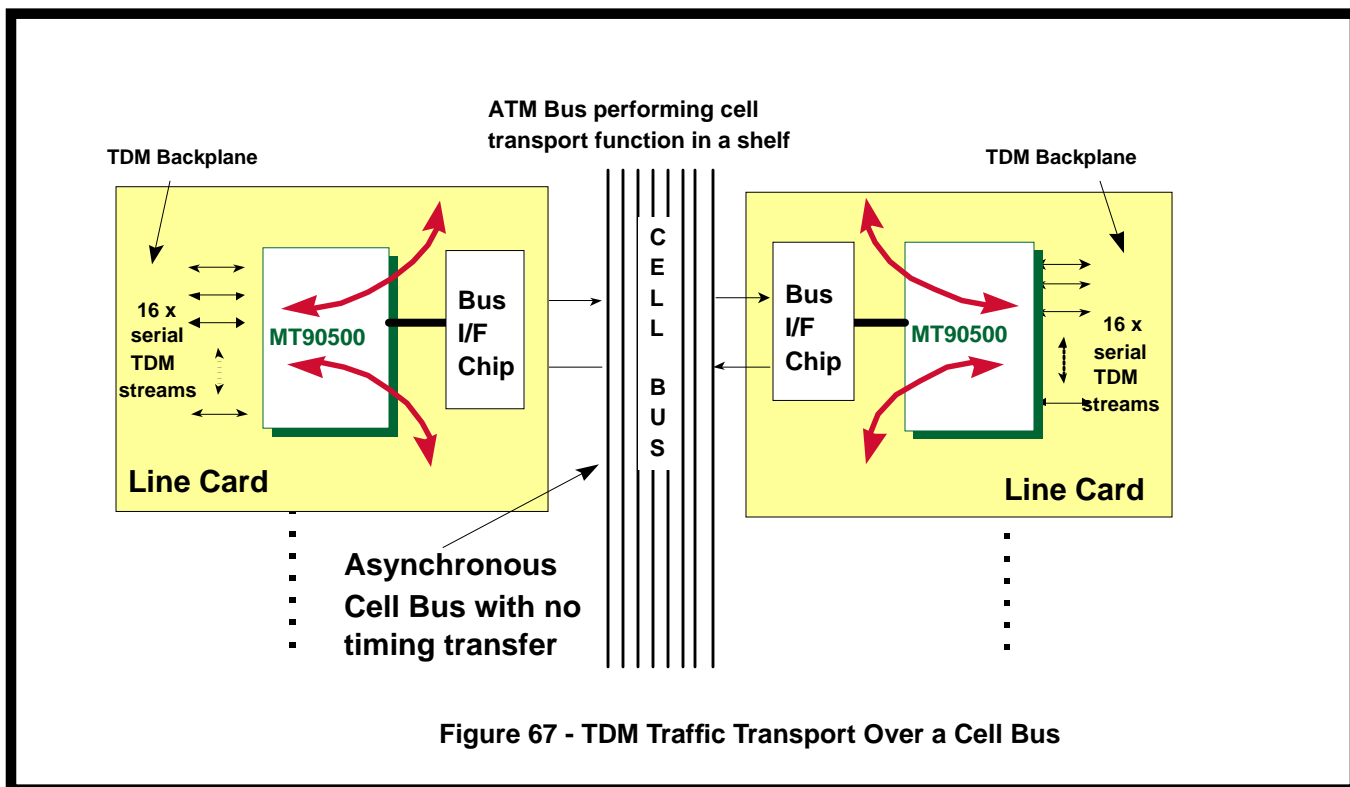 ATM Bus performing cell
transport function in a shelf
TDM Backplane
TDM Backplane
16 x
serial
TDM
streams
MT90500
Bus
I/F
Chip
Line Card
CELL BUS
Bus
I/F
Chip
MT90500
16 x
serial
TDM
streams
Line Card
Asynchronous
Cell Bus with no
timing transfer
Figure 67 - TDM Traffic Transport Over a Cell Bus